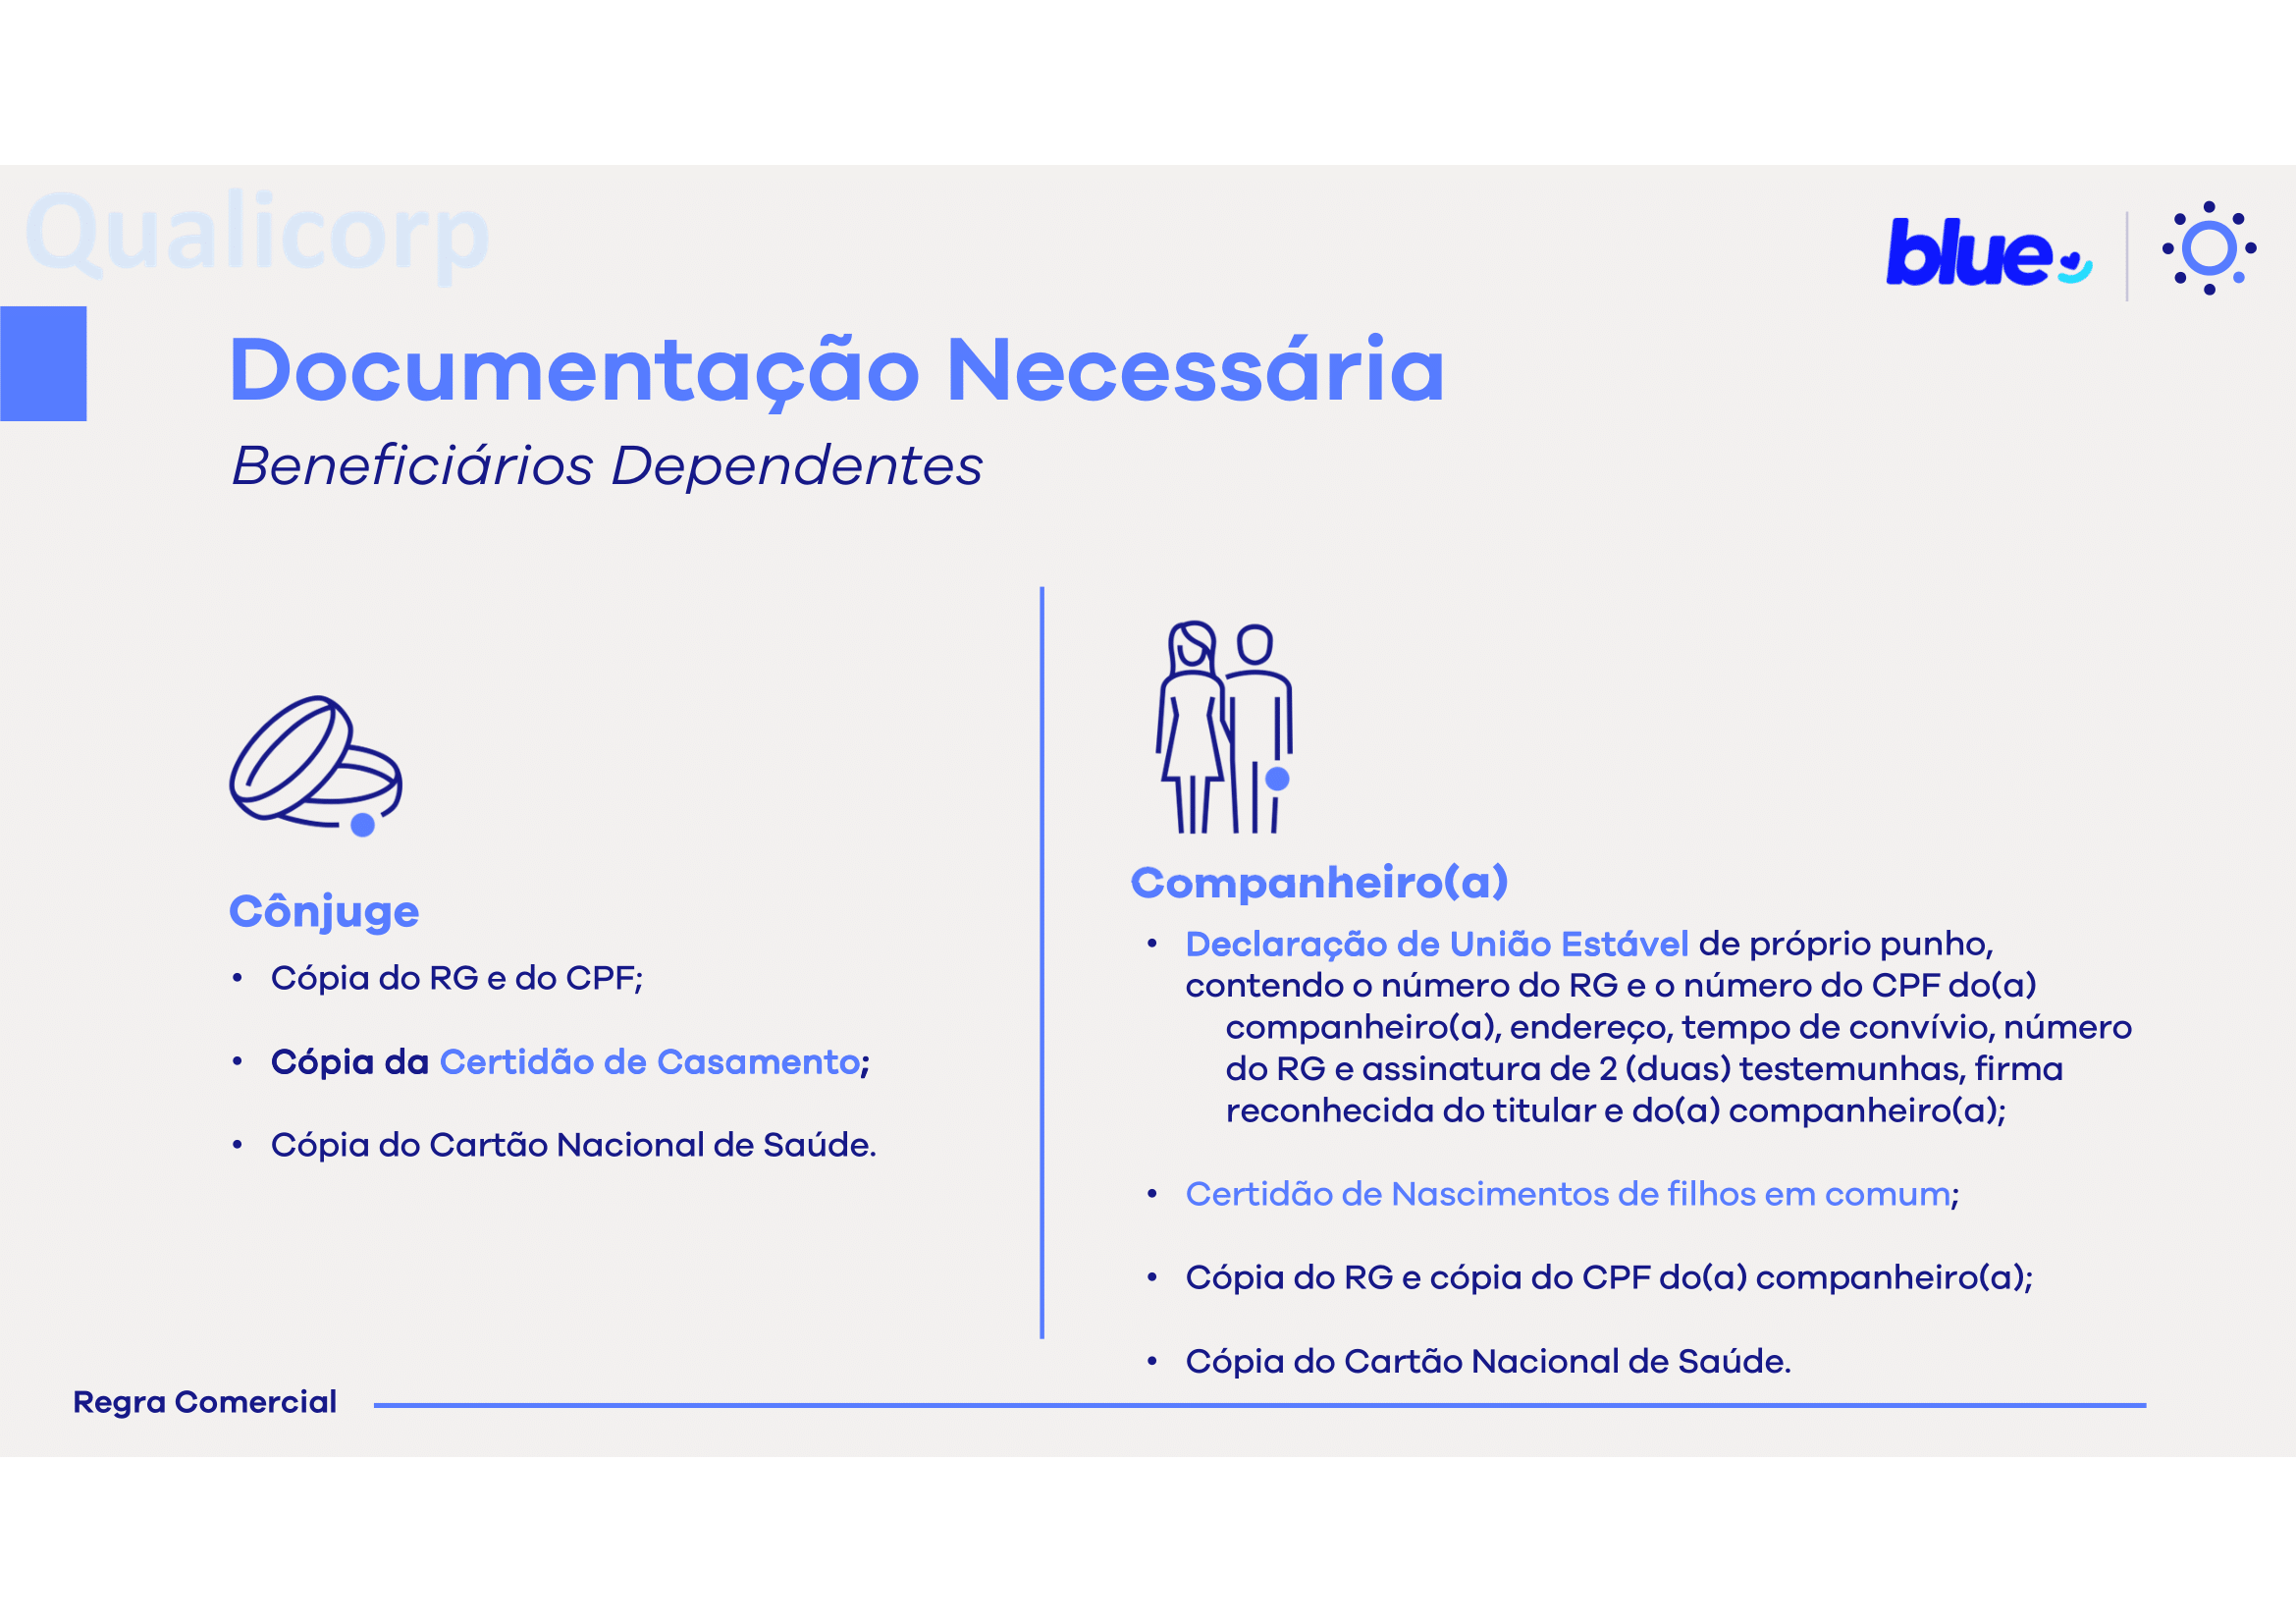 Qualicorp
blue
Documentação Necessária
Beneficiários Dependentes
Cônjuge
• Cópia do RG e do CPF;
• Cópia da Certidão de Casamento;
• Cópia do Cartão Nacional de Saúde.
Companheiro(a)
• Declaração de União Estável de próprio punho,
contendo o número do RG e o número do CPF do(a)
companheiro(a), endereço, tempo de convívio, número
do RG e assinatura de 2 (duas) testemunhas, firma
reconhecida do titular e do(a) companheiro(a);
• Certidão de Nascimentos de filhos em comum;
• Cópia do RG e cópia do CPF do(a) companheiro(a);
• Cópia do Cartão Nacional de Saúde.
Regra Comercial